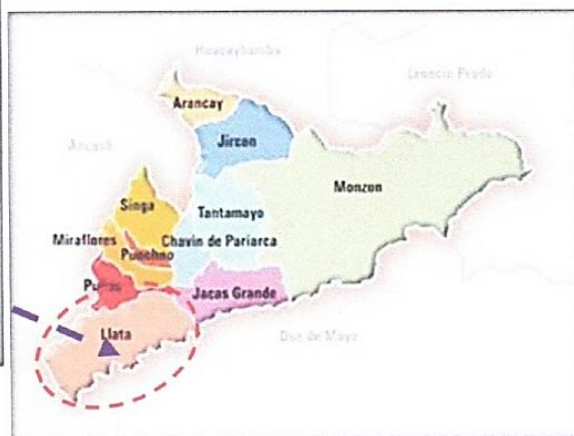 Huacaybamba
Leoncio Prado
Arancay
Jircan
Ancash
Monzon
Singa
Tantamayo
Miraflores
Chavin de Pariarca
Punchao
Jacas Grande
Llata
Dos de Mayo